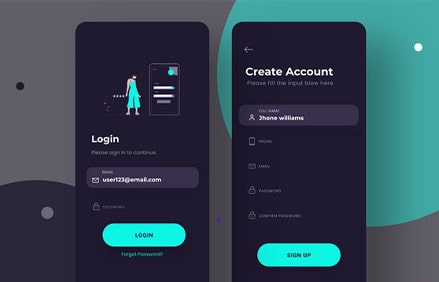 Login
Please sign in to continue.
EMAIL
user123@email.com
PASSWORD
LOGIN
Forgot Password?
Create Account
Please fill the input blow here
FULL NAME
Jhone williams
PHONE
EMAIL
PASSWORD
CONFIRM PASSWORD
SIGN UP